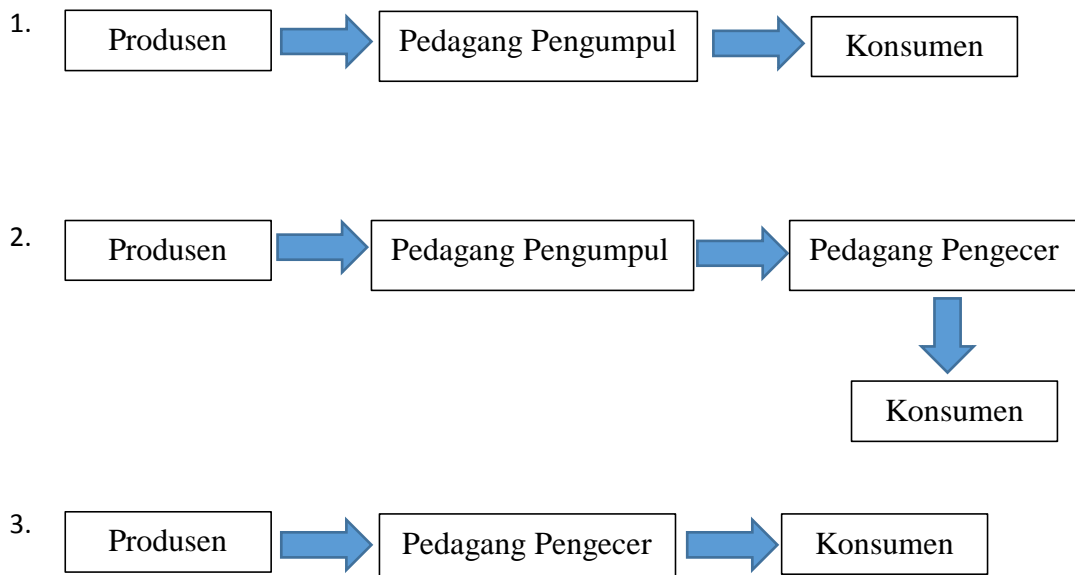 1. Produsen Pedagang Pengumpul Konsumen
2. Produsen Pedagang Pengumpul Pedagang Pengecer
Konsumen
3. Produsen Pedagang Pengecer Konsumen